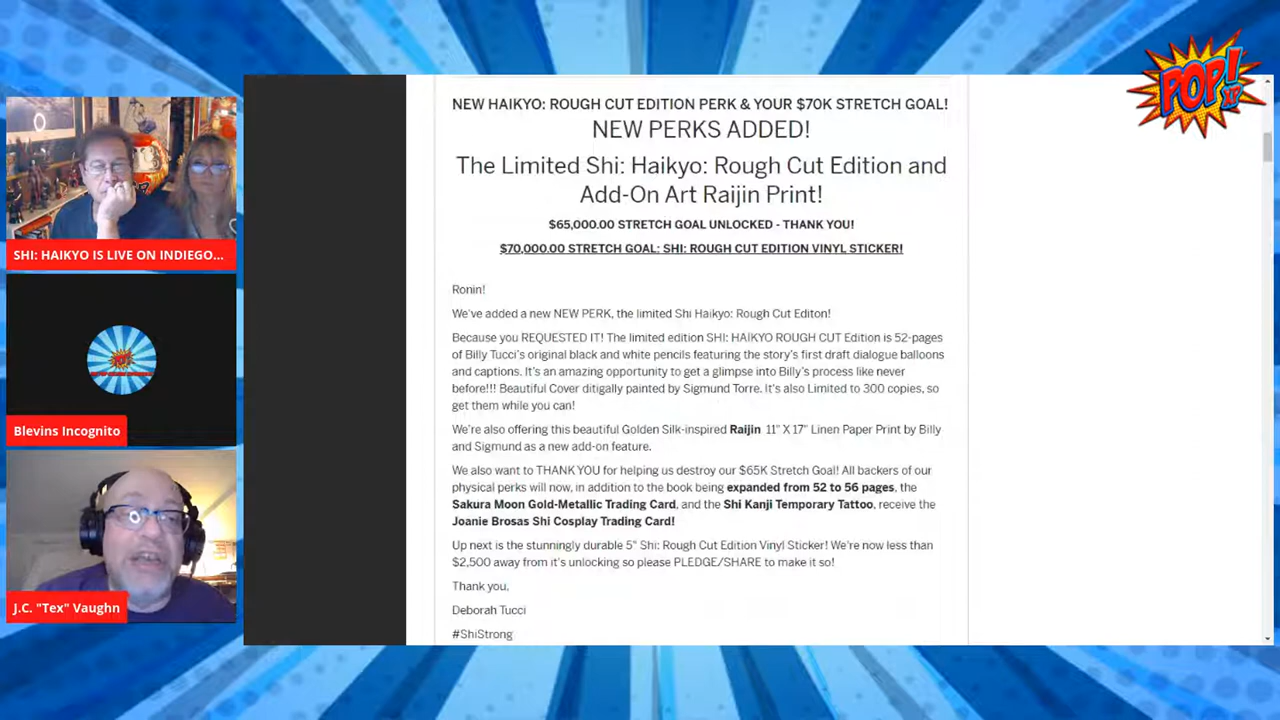 POP!
XP
SHI: HAIKYO IS LIVE ON INDIEGO...
Blevins Incognito
J.C. "Tex" Vaughn
NEW HAIKYO: ROUGH CUT EDITION PERK & YOUR $70K STRETCH GOAL!
NEW PERKS ADDED!
The Limited Shi: Haikyo: Rough Cut Edition and
Add-On Art Raijin Print!
$65,000.00 STRETCH GOAL UNLOCKED - THANK YOU!
$70,000.00 STRETCH GOAL: SHI: ROUGH CUT EDITION VINYL STICKER!
Ronin!
We've added a new NEW PERK, the limited Shi Haikyo: Rough Cut Editon!
Because you REQUESTED IT! The limited edition SHI: HAIKYO ROUGH CUT Edition is 52-pages
of Billy Tucci's original black and white pencils featuring the story's first draft dialogue balloons
and captions. It's an amazing opportunity to get a glimpse into Billy's process like never
before!!! Beautiful Cover ditigally painted by Sigmund Torre. It's also Limited to 300 copies, so
get them while you can!
We're also offering this beautiful Golden Silk-inspired Raijin 11" X 17" Linen Paper Print by Billy
and Sigmund as a new add-on feature.
We also want to THANK YOU for helping us destroy our $65K Stretch Goal! All backers of our
physical perks will now, in addition to the book being expanded from 52 to 56 pages, the
Sakura Moon Gold-Metallic Trading Card, and the Shi Kanji Temporary Tattoo, receive the
Joanie Brosas Shi Cosplay Trading Card!
Up next is the stunningly durable 5" Shi: Rough Cut Edition Vinyl Sticker! We're now less than
$2,500 away from it's unlocking so please PLEDGE/SHARE to make it so!
Thank you,
Deborah Tucci
#ShiStrong